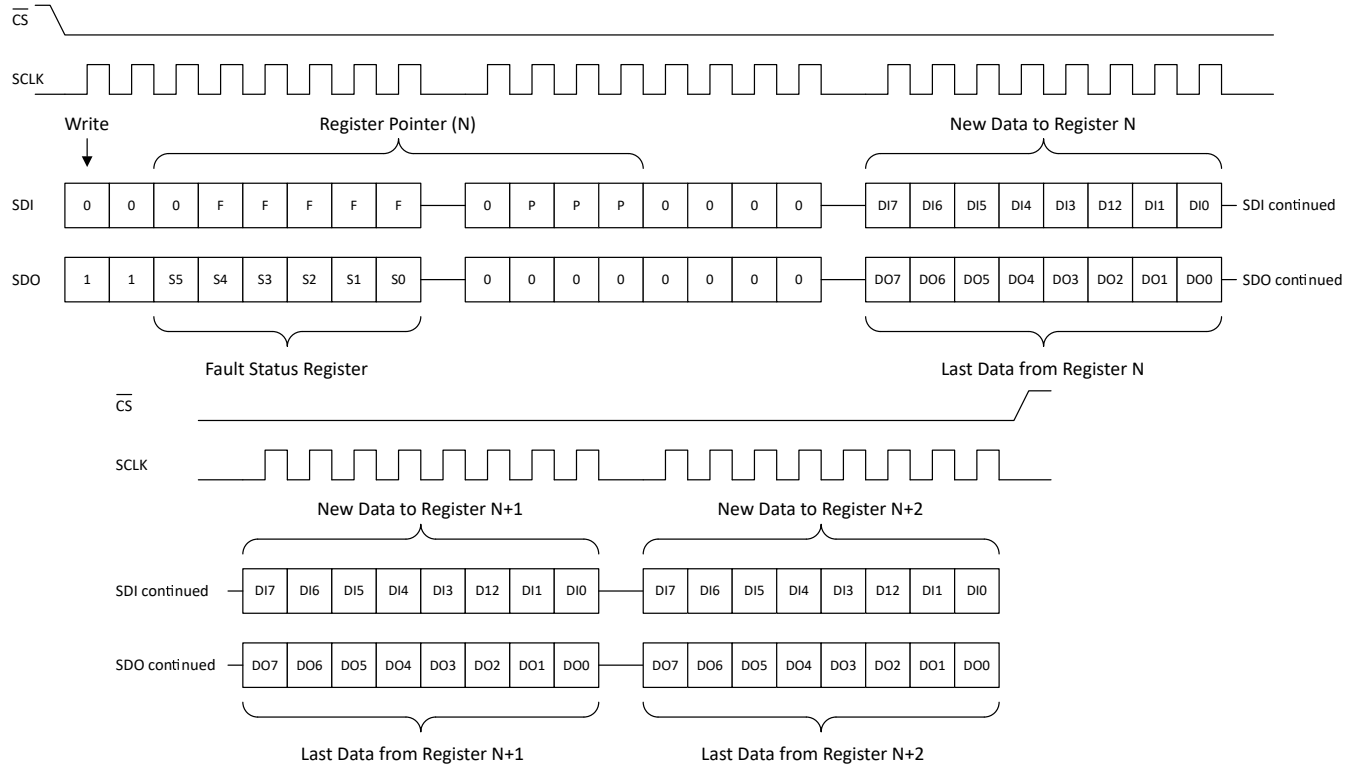 CS
SCLK
Write Register Pointer (N) New Data to Register N
SDI 0 0 0 F F F F F 0 P P P 0 0 0 0 DI7 DI6 DI5 DI4 DI3 D12 DI1 DI0 SDI continued
SDO 1 1 S5 S4 S3 S2 S1 S0 0 0 0 0 0 0 0 0 DO7 DO6 DO5 DO4 DO3 DO2 DO1 DO0 SDO continued
Fault Status Register Last Data from Register N
CS
SCLK
New Data to Register N+1 New Data to Register N+2
SDI continued DI7 DI6 DI5 DI4 DI3 D12 DI1 DI0 DI7 DI6 DI5 DI4 DI3 D12 DI1 DI0
SDO continued DO7 DO6 DO5 DO4 DO3 DO2 DO1 DO0 DO7 DO6 DO5 DO4 DO3 DO2 DO1 DO0
Last Data from Register N+1 Last Data from Register N+2